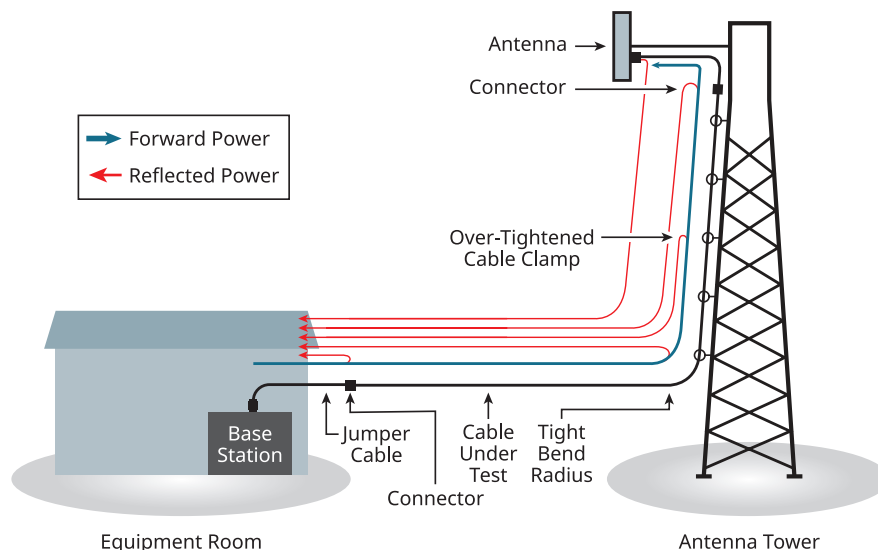 Antenna
Connector
Forward Power
Reflected Power
Over-Tightened
Cable Clamp
Base
Station
Jumper
Cable
Connector
Cable
Under
Test
Tight
Bend
Radius
Equipment Room
Antenna Tower